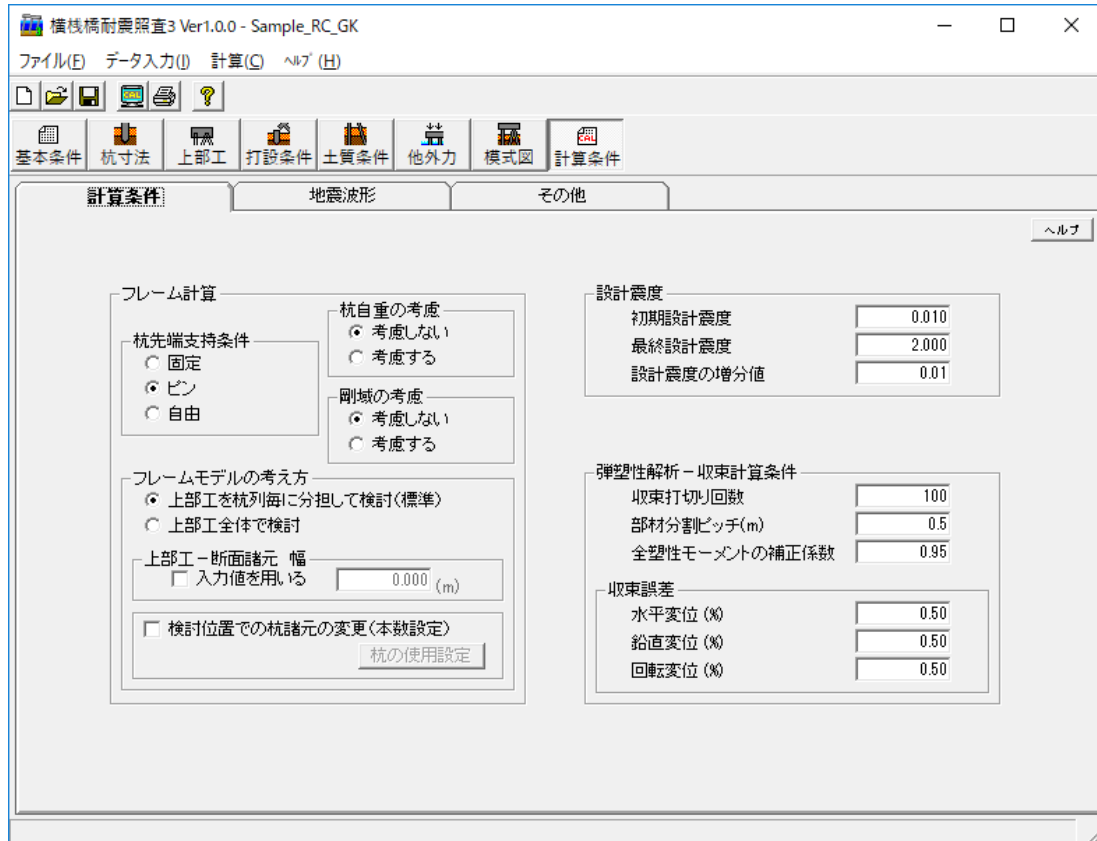 横桟橋耐震照査3 Ver1.0.0 - Sample_RC_GK
ファイル(F) データ入力(I) 計算(C) ヘルプ(H)
CAL
基本条件 杭寸法 上部工 打設条件 土質条件 他外力 模式図 計算条件
計算条件 地震波形 その他
ヘルプ
フレーム計算
杭先端支持条件
固定
ピン
自由
杭自重の考慮
考慮しない
考慮する
剛域の考慮
考慮しない
考慮する
フレームモデルの考え方
上部工を杭列毎に分担して検討(標準)
上部工全体で検討
上部工-断面諸元 幅
入力値を用いる 0.000 (m)
検討位置での杭諸元の変更(本数設定)
杭の使用設定
設計震度
初期設計震度 0.010
最終設計震度 2.000
設計震度の増分値 0.01
弾塑性解析-収束計算条件
収束打切り回数 100
部材分割ピッチ(m) 0.5
全塑性モーメントの補正係数 0.95
収束誤差
水平変位 (%) 0.50
鉛直変位 (%) 0.50
回転変位 (%) 0.50